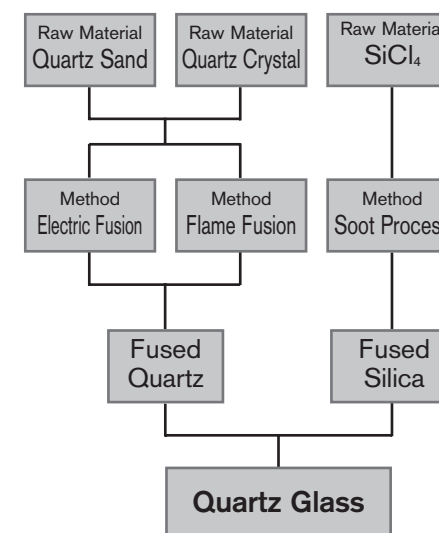 Raw Material
Quartz Sand
Raw Material
Quartz Crystal
Raw Materia
SiCl₄
Method
Electric Fusion
Method
Flame Fusion
Method
Soot Proces
Fused
Quartz
Fused
Silica
Quartz Glass